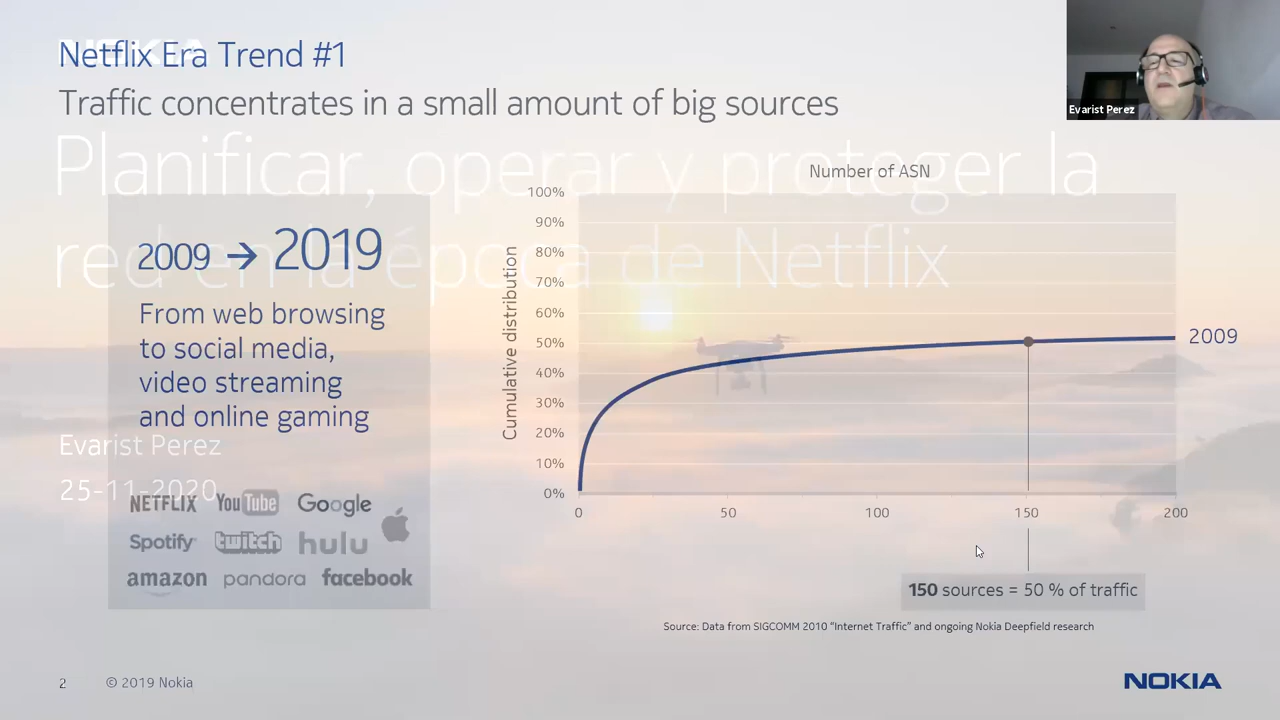 NOKIA
Netflix Era Trend #1
Traffic concentrates in a small amount of big sources
Evarist Perez
Planificar, operar y proteger la
red en la época de Netflix
Evarist Perez
25-11-2020
2009 → 2019
From web browsing
to social media,
video streaming
and online gaming
NETFLIX YouTube Google
Spotify twitch hulu
amazon pandora facebook
Number of ASN
Cumulative distribution
100%
90%
80%
70%
60%
50%
40%
30%
20%
10%
0%
0 50 100 150 200
2009
150 sources = 50 % of traffic
Source: Data from SIGCOMM 2010 “Internet Traffic” and ongoing Nokia Deepfield research
2 © 2019 Nokia
NOKIA